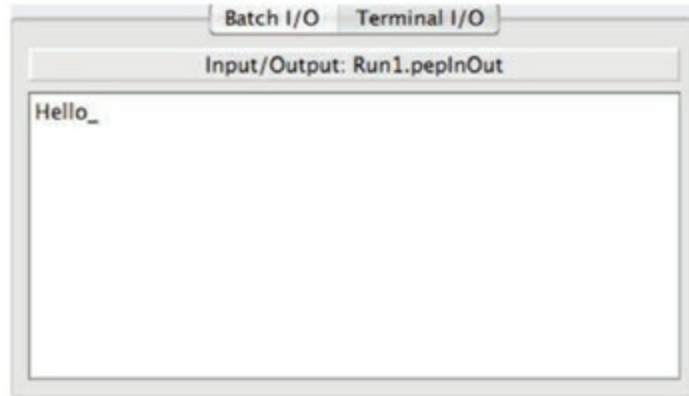 Batch I/O Terminal I/O
Input/Output: Run1.pepInOut
Hello_